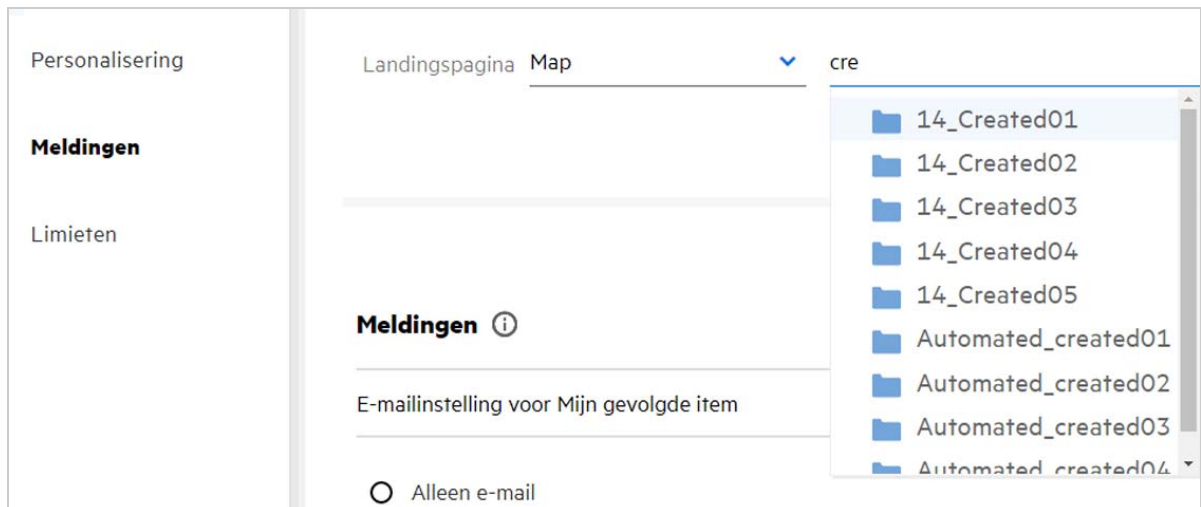 Personalisering
Meldingen
Limieten
Landingspagina Map
cre
14_Created01
14_Created02
14_Created03
14_Created04
14_Created05
Automated_created01
Automated_created02
Automated_created03
Automated_created04
Meldingen
E-mailinstelling voor Mijn gevolgde item
Alleen e-mail